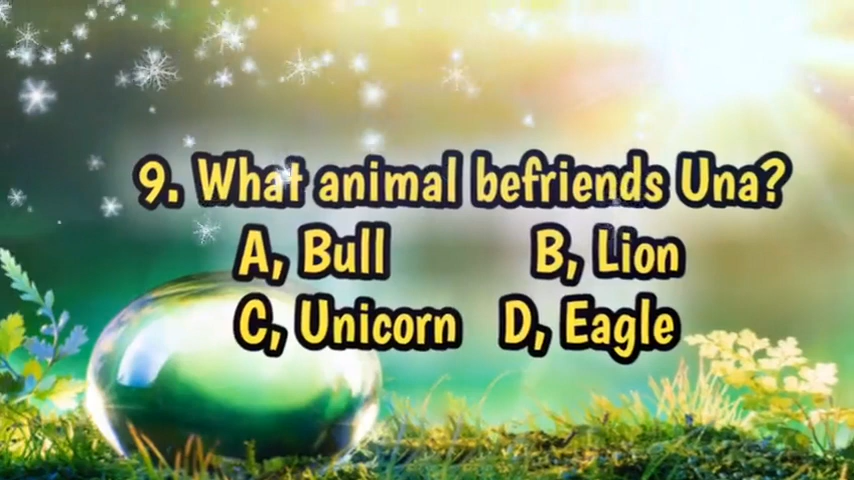 9. What animal befriends Una?
A, Bull B, Lion
C, Unicorn D, Eagle